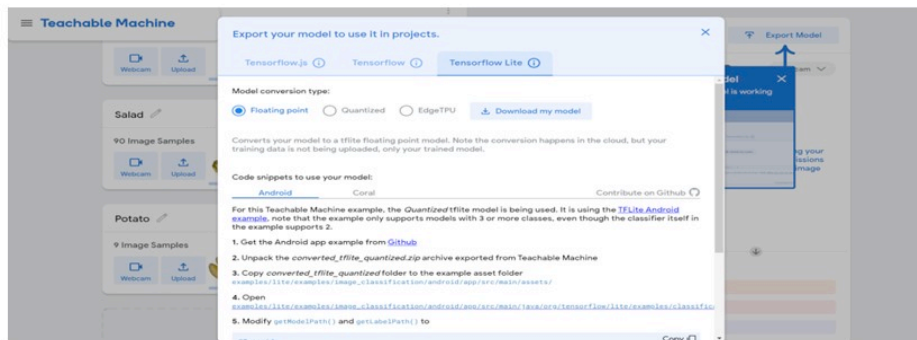 Teachable Machine
Export your model to use it in projects.
Export Model
Tensorflow.js
Tensorflow
Tensorflow Lite
Webcam
Upload
Model conversion type:
Floating point
Quantized
EdgeTPU
Download my model
is working
Salad
90 Image Samples
Converts your model to a tflite floating point model. Note the conversion happens in the cloud, but your
training data is not being uploaded, only your trained model.
Webcam
Upload
Code snippets to use your model:
Android
Coral
Contribute on Github
Potato
9 Image Samples
Webcam
Upload
For this Teachable Machine example, the Quantized tflite model is being used. It is using the TFLite Android
example, note that the example only supports models with 3 or more classes, even though the classifier itself in
the example supports 2.
1. Get the Android app example from Github
2. Unpack the converted_tflite_quantized.zip archive exported from Teachable Machine
3. Copy converted_tflite_quantized folder to the example asset folder
examples/lite/examples/image_classification/android/app/src/main/assets/
4. Open
examples/lite/examples/image_classification/android/app/src/main/java/org/tensorflow/lite/examples/classific
5. Modify getModelPath() and getLabelPath() to
Copy